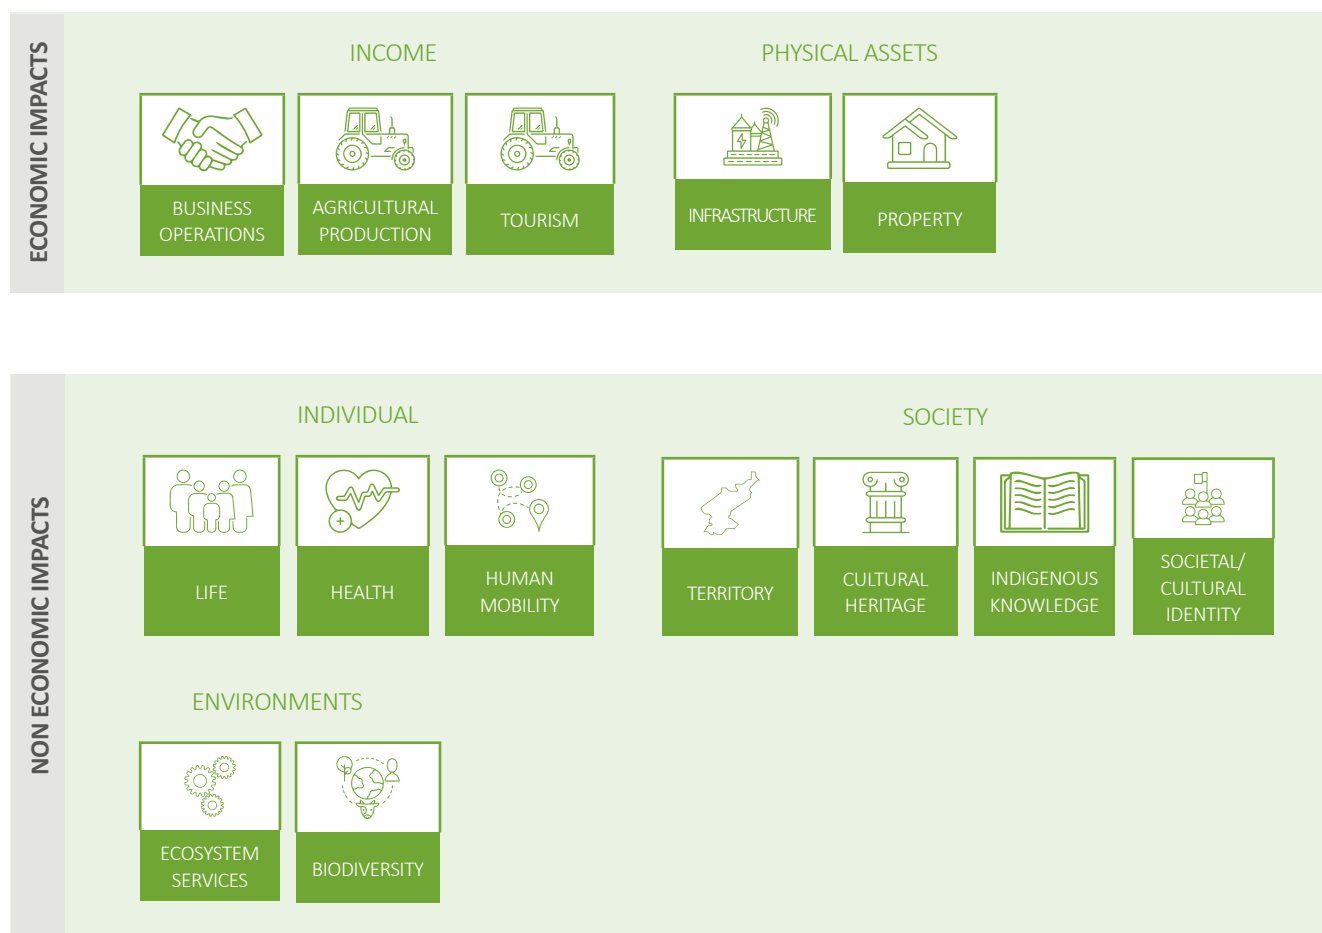 ECONOMIC IMPACTS
INCOME
BUSINESS
OPERATIONS
AGRICULTURAL
PRODUCTION
TOURISM
PHYSICAL ASSETS
INFRASTRUCTURE
PROPERTY
NON ECONOMIC IMPACTS
INDIVIDUAL
LIFE
HEALTH
HUMAN
MOBILITY
SOCIETY
TERRITORY
CULTURAL
HERITAGE
INDIGENOUS
KNOWLEDGE
SOCIETAL/
CULTURAL
IDENTITY
ENVIRONMENTS
ECOSYSTEM
SERVICES
BIODIVERSITY